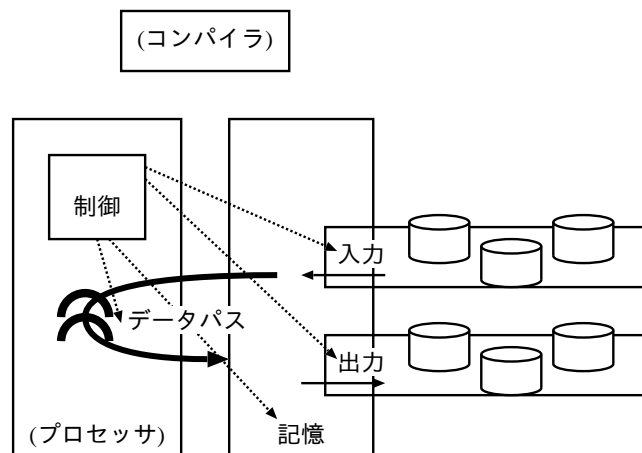 (コンパイラ)
制御
入力
データパス
出力
(プロセッサ)
記憶